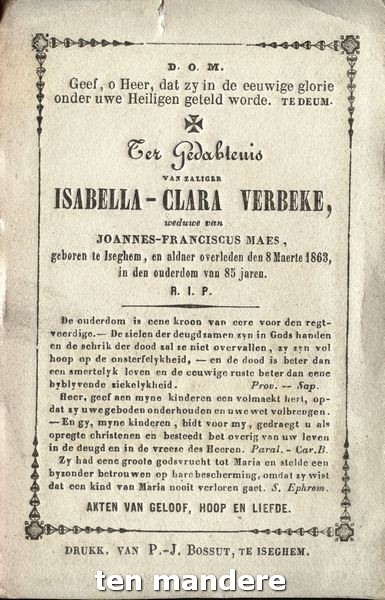 D. O. M.
Geef, o Heer, dat zy in de eeuwige glorie
onder uwe Heiligen geteld worde. TE DEUM.
Ter Gedabtenis
VAN ZALIGER
ISABELLA-CLARA VERBEKE,
weduwe van
JOANNES-FRANCISCUS MAES,
geboren te Iseghem, en aldaer overleden den 8 Maerte 1863,
in den ouderdom van 85 jaren.
R. I. P.
De ouderdom is eene kroon van eere voor den regt-
veerdige.— De zielen der deugdzamen zyn in Gods handen
en de schrik der dood zal ze niet overvallen, zy zyn vol
hoop op de onsterfelykheid, — en de dood is beter dan
een smertelyk leven en de eeuwige ruste beter dan eene
byblyvende ziekelykheid. Prov. — Sap.
Heer, geef aen myne kinderen een volmaekt hert, op-
dat zy uwe geboden onderhouden en uwe wet volbrengen.
— En gy, myne kinderen, bidt voor my, gedraegt u als
opregte christenen en besteedt het overig van uw leven
in de deugd en in de vreeze des Heeren. Paral. - Car. B.
Zy had eene groote godsvrucht tot Maria en stelde een
byzonder betrouwen op hare bescherming, omdat zy wist
dat een kind van Maria nooit verloren gaet. S. Ephrem.
AKTEN VAN GELOOF, HOOP EN LIEFDE.
DRUKK. VAN P.-J. BOSSUT, TE ISEGHEM.
ten mandere